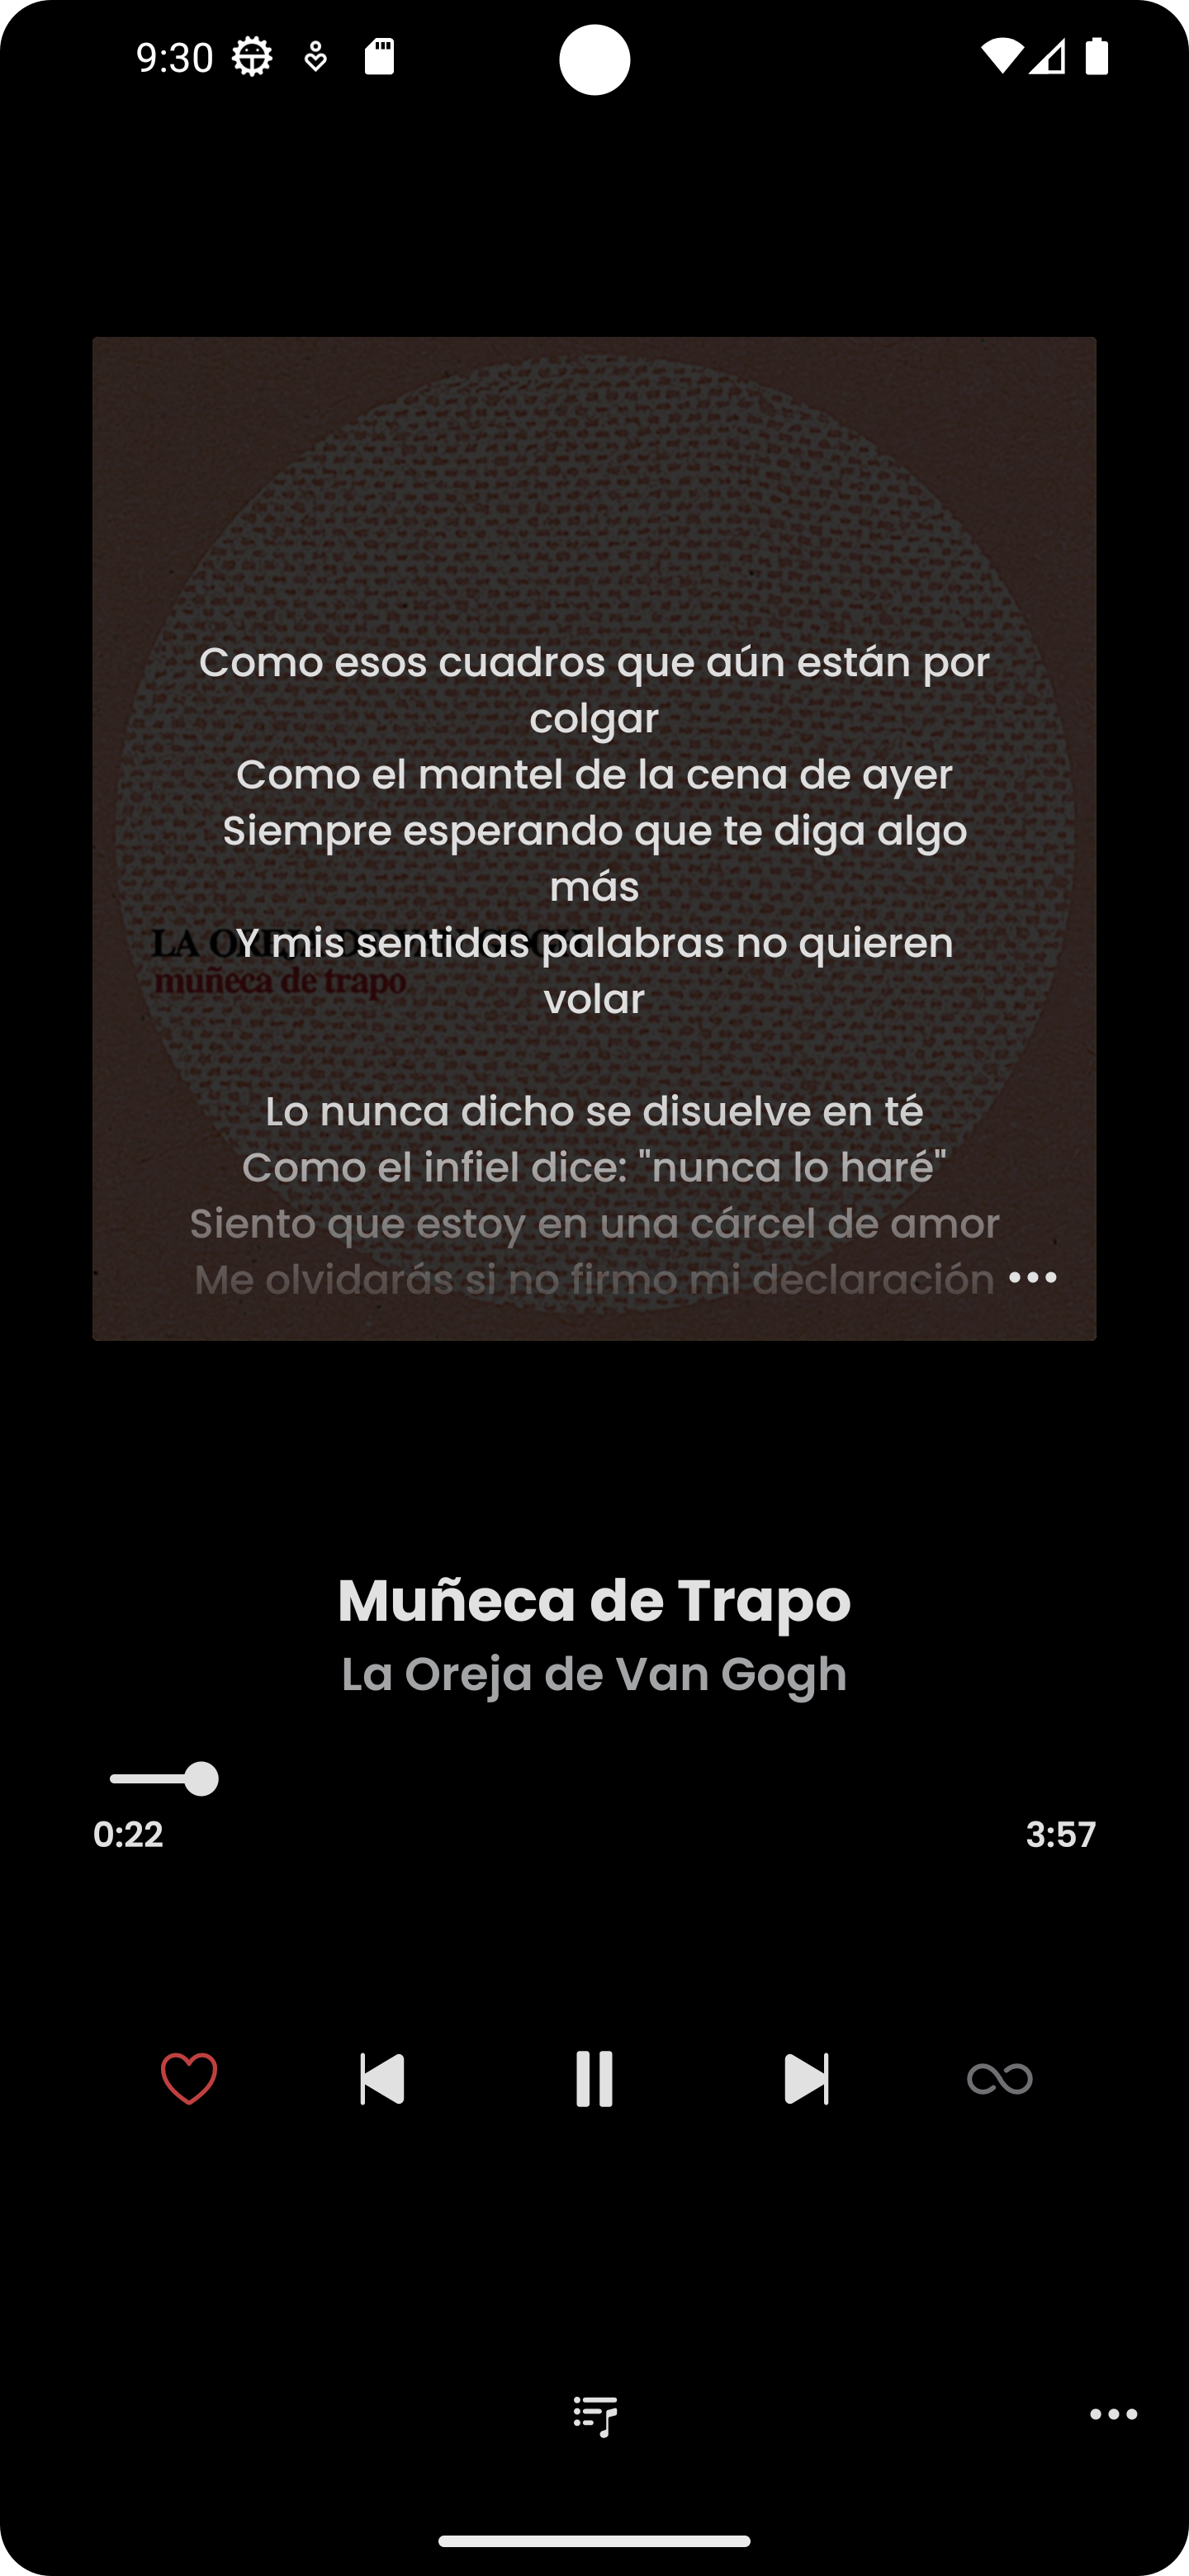 9:30
Como esos cuadros que aún están por
colgar
Como el mantel de la cena de ayer
Siempre esperando que te diga algo
más
Y mis sentidas palabras no quieren
volar
LA OREJA DE VAN GOGH
muñeca de trapo
Lo nunca dicho se disuelve en té
Como el infiel dice: "nunca lo haré"
Siento que estoy en una cárcel de amor
Me olvidarás si no firmo mi declaración
Muñeca de Trapo
La Oreja de Van Gogh
0:22
3:57